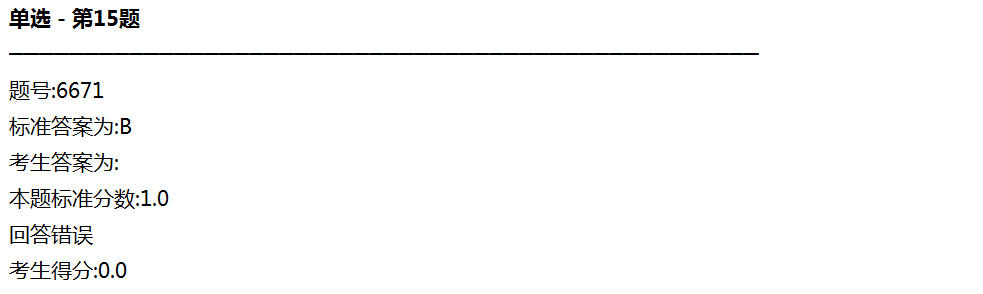 单选 - 第15题
题号:6671
标准答案为:B
考生答案为:
本题标准分数:1.0
回答错误
考生得分:0.0